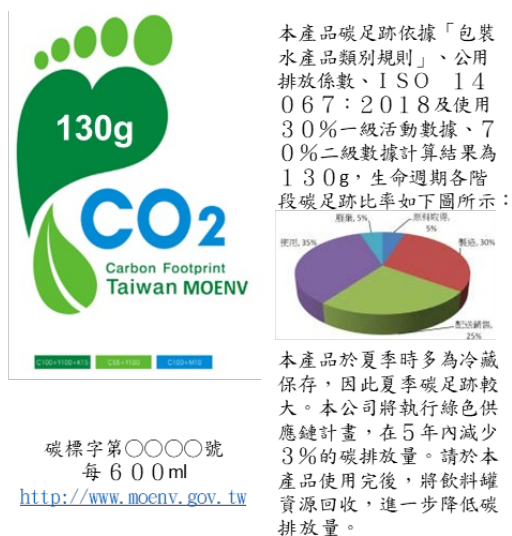 130g
CO2
Carbon Footprint
Taiwan MOENV
C100+Y100+K10
C55+Y100
C100+M10
碳標字第○○○○號
每６００ml
http://www.moenv.gov.tw
本產品碳足跡依據「包裝
水產品類別規則」、公用
排放係數、ＩＳＯ　１４
０６７：２０１８及使用
３０%一級活動數據、７
０%二級數據計算結果為
１３０g，生命週期各階
段碳足跡比率如下圖所示：
廢棄, 5%
原料取得,
5%
使用, 35%
製造, 30%
配送銷售,
25%
本產品於夏季時多為冷藏
保存，因此夏季碳足跡較
大。本公司將執行綠色供
應鏈計畫，在５年內減少
３%的碳排放量。請於本
產品使用完後，將飲料罐
資源回收，進一步降低碳
排放量。